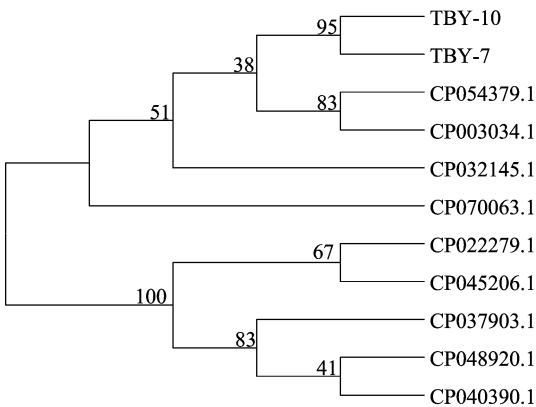 TBY-10
95
TBY-7
38
CP054379.1
83
CP003034.1
51
CP032145.1
CP070063.1
CP022279.1
67
CP045206.1
100
CP037903.1
83
CP048920.1
41
CP040390.1